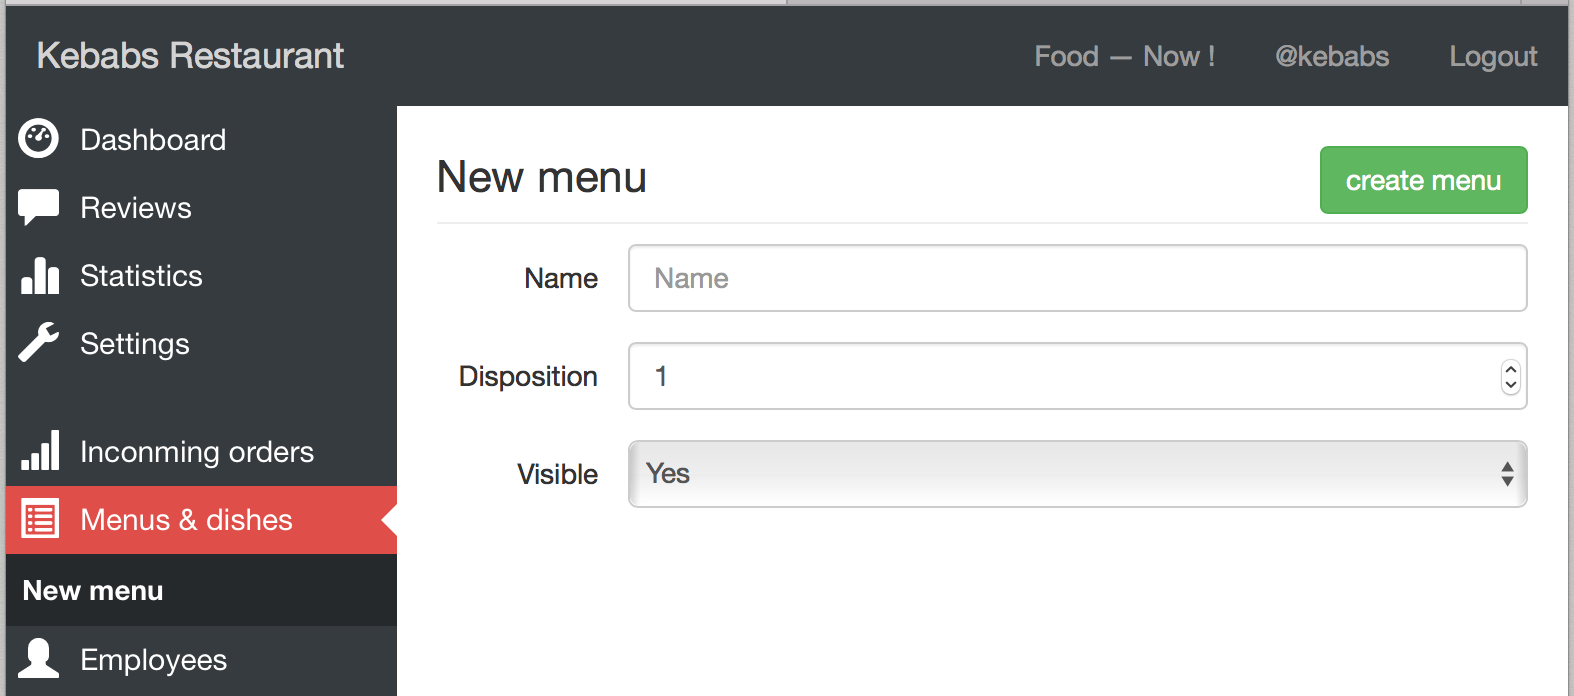 Kebabs Restaurant
Food — Now !
@kebabs
Logout
Dashboard
Reviews
Statistics
Settings
Inconming orders
Menus & dishes
New menu
Employees
New menu
create menu
Name
Name
Disposition
1
Visible
Yes